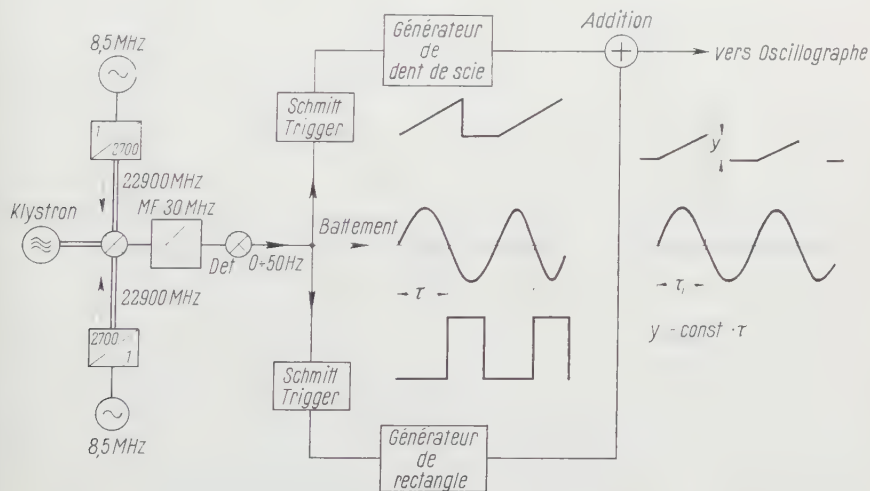 8,5 MHz
1
2700
22900 MHz
Klystron
MF 30 MHz
Det
0÷50Hz
22900 MHz
2700
1
8,5 MHz
Schmitt
Trigger
Générateur
de
dent de scie
Addition
+
vers Oscillographe
y
Battement
τ
τ₁
y - const · τ
Schmitt
Trigger
Générateur
de
rectangle